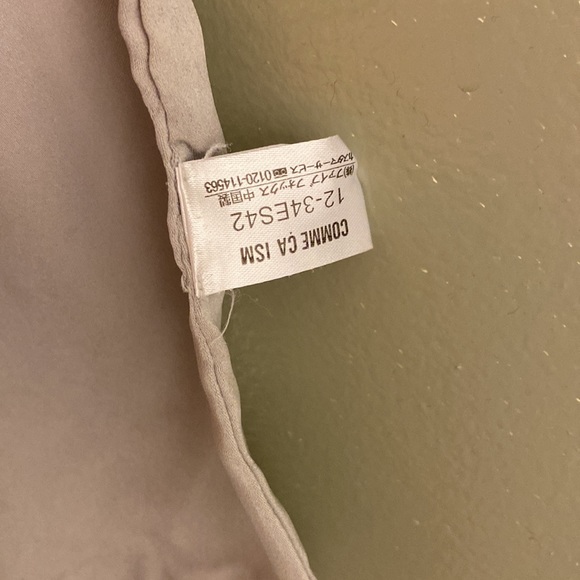 COMME ÇA ISM
12-34ES42
㈱ファイブ フォックス 中国製
カスタマーサービス 0120-114563